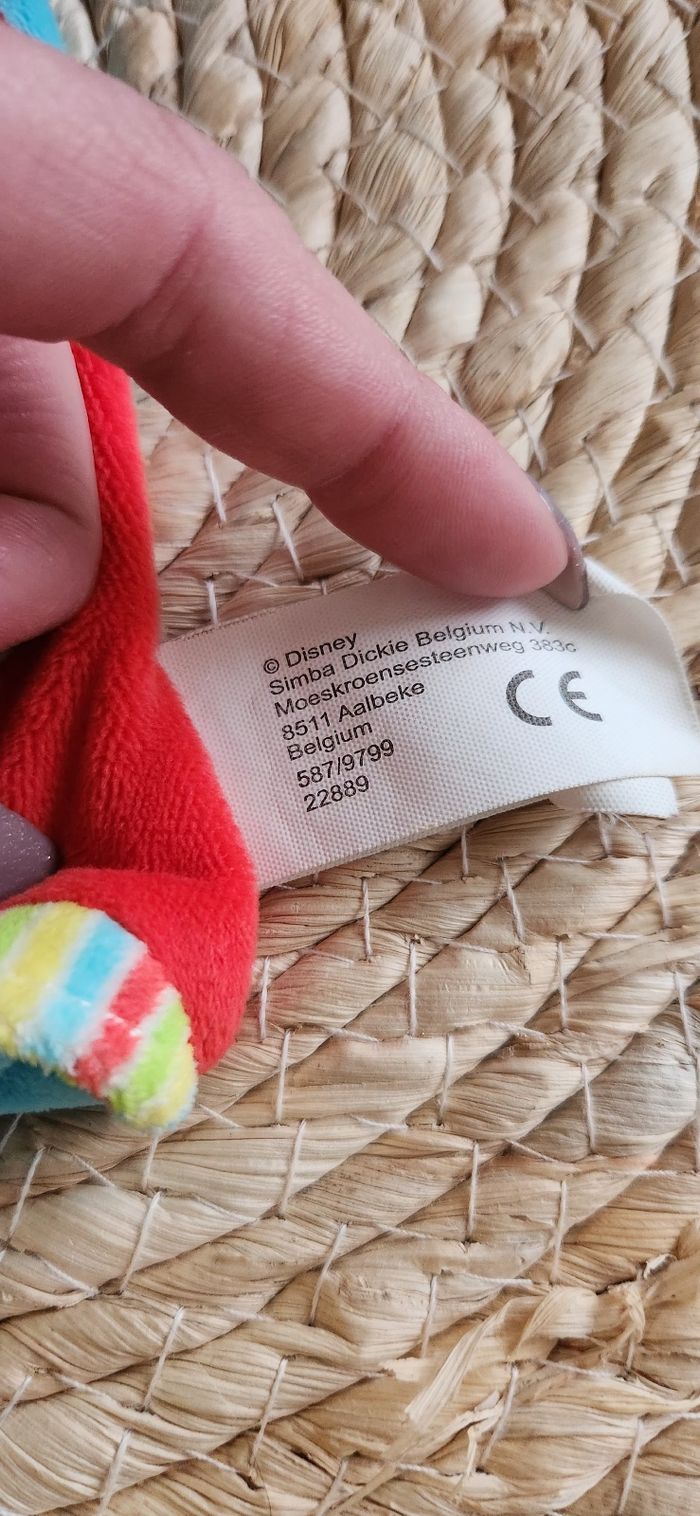 © Disney
Simba Dickie Belgium N.V.
Moeskroensesteenweg 383c
8511 Aalbeke
Belgium
587/9799
22889
CE